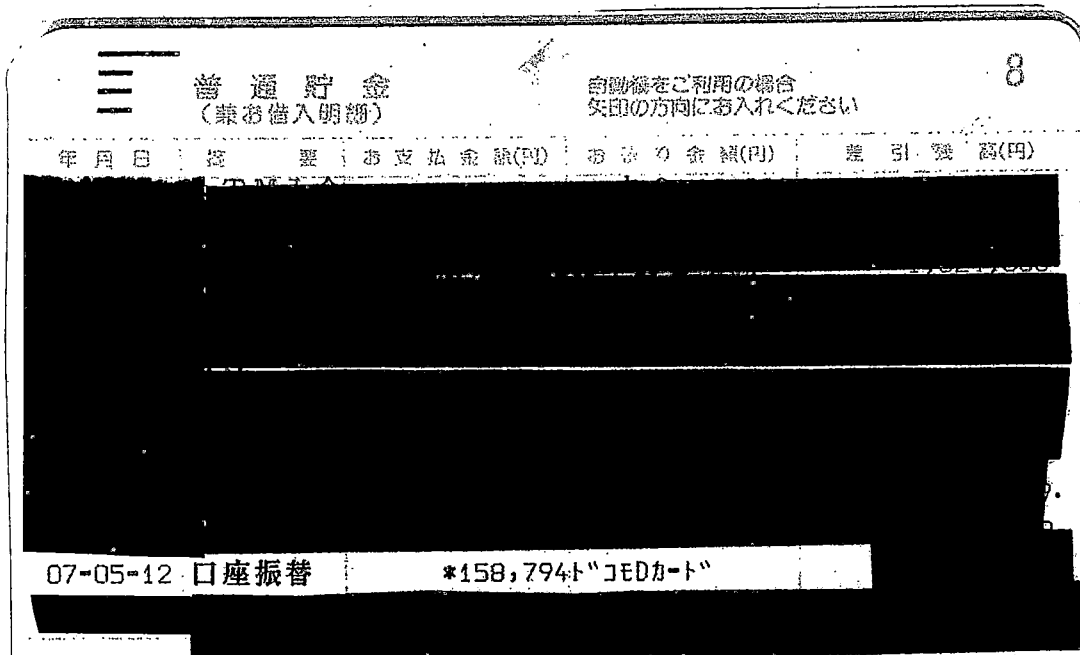 普通貯金
(兼お借入明細)
自動機をご利用の場合
矢印の方向にお入れください
8
年月日 摘要 お支払金額(円) お預り金額(円) 差引残高(円)
07-05-12 口座振替 *158,794 ドコモDカード